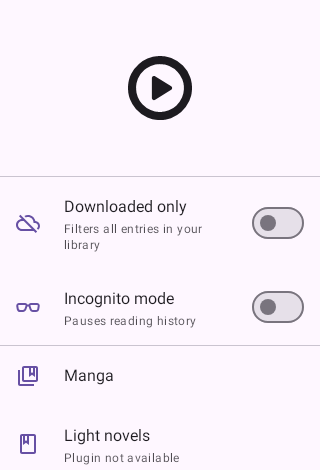 Downloaded only
Filters all entries in your
library
Incognito mode
Pauses reading history
Manga
Light novels
Plugin not available